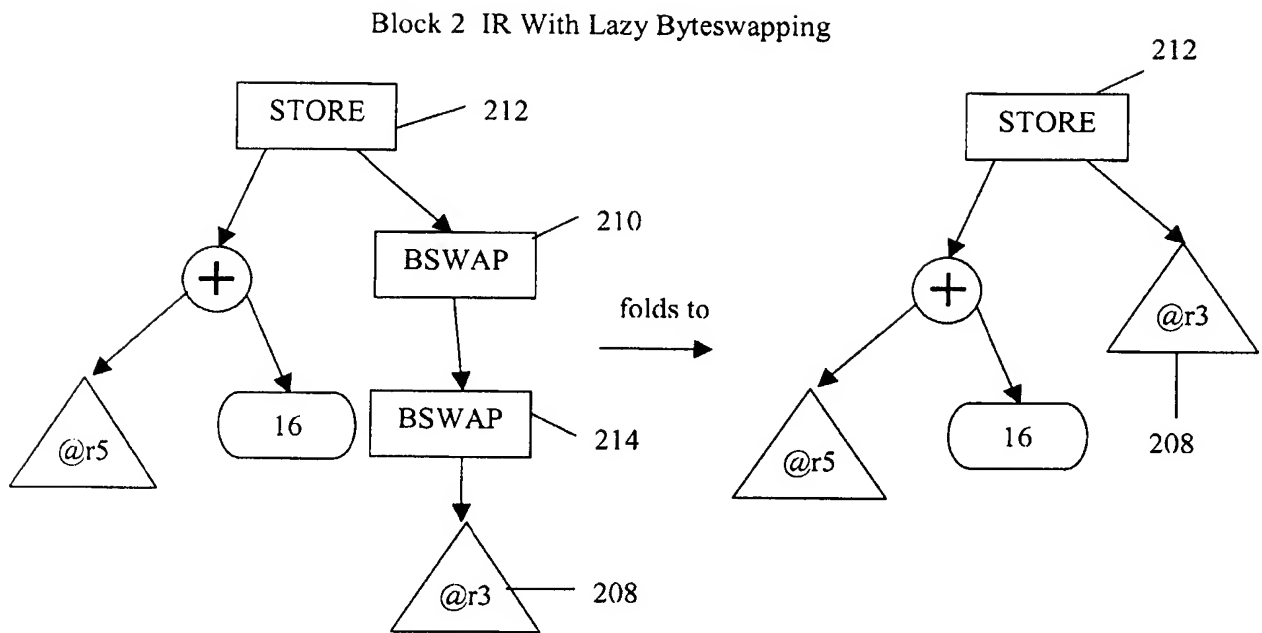 Block 2 IR With Lazy Byteswapping
212
STORE
212
STORE
210
BSWAP
+
+
folds to
@r3
BSWAP
16
214
@r5
16
208
@r5
@r3
208